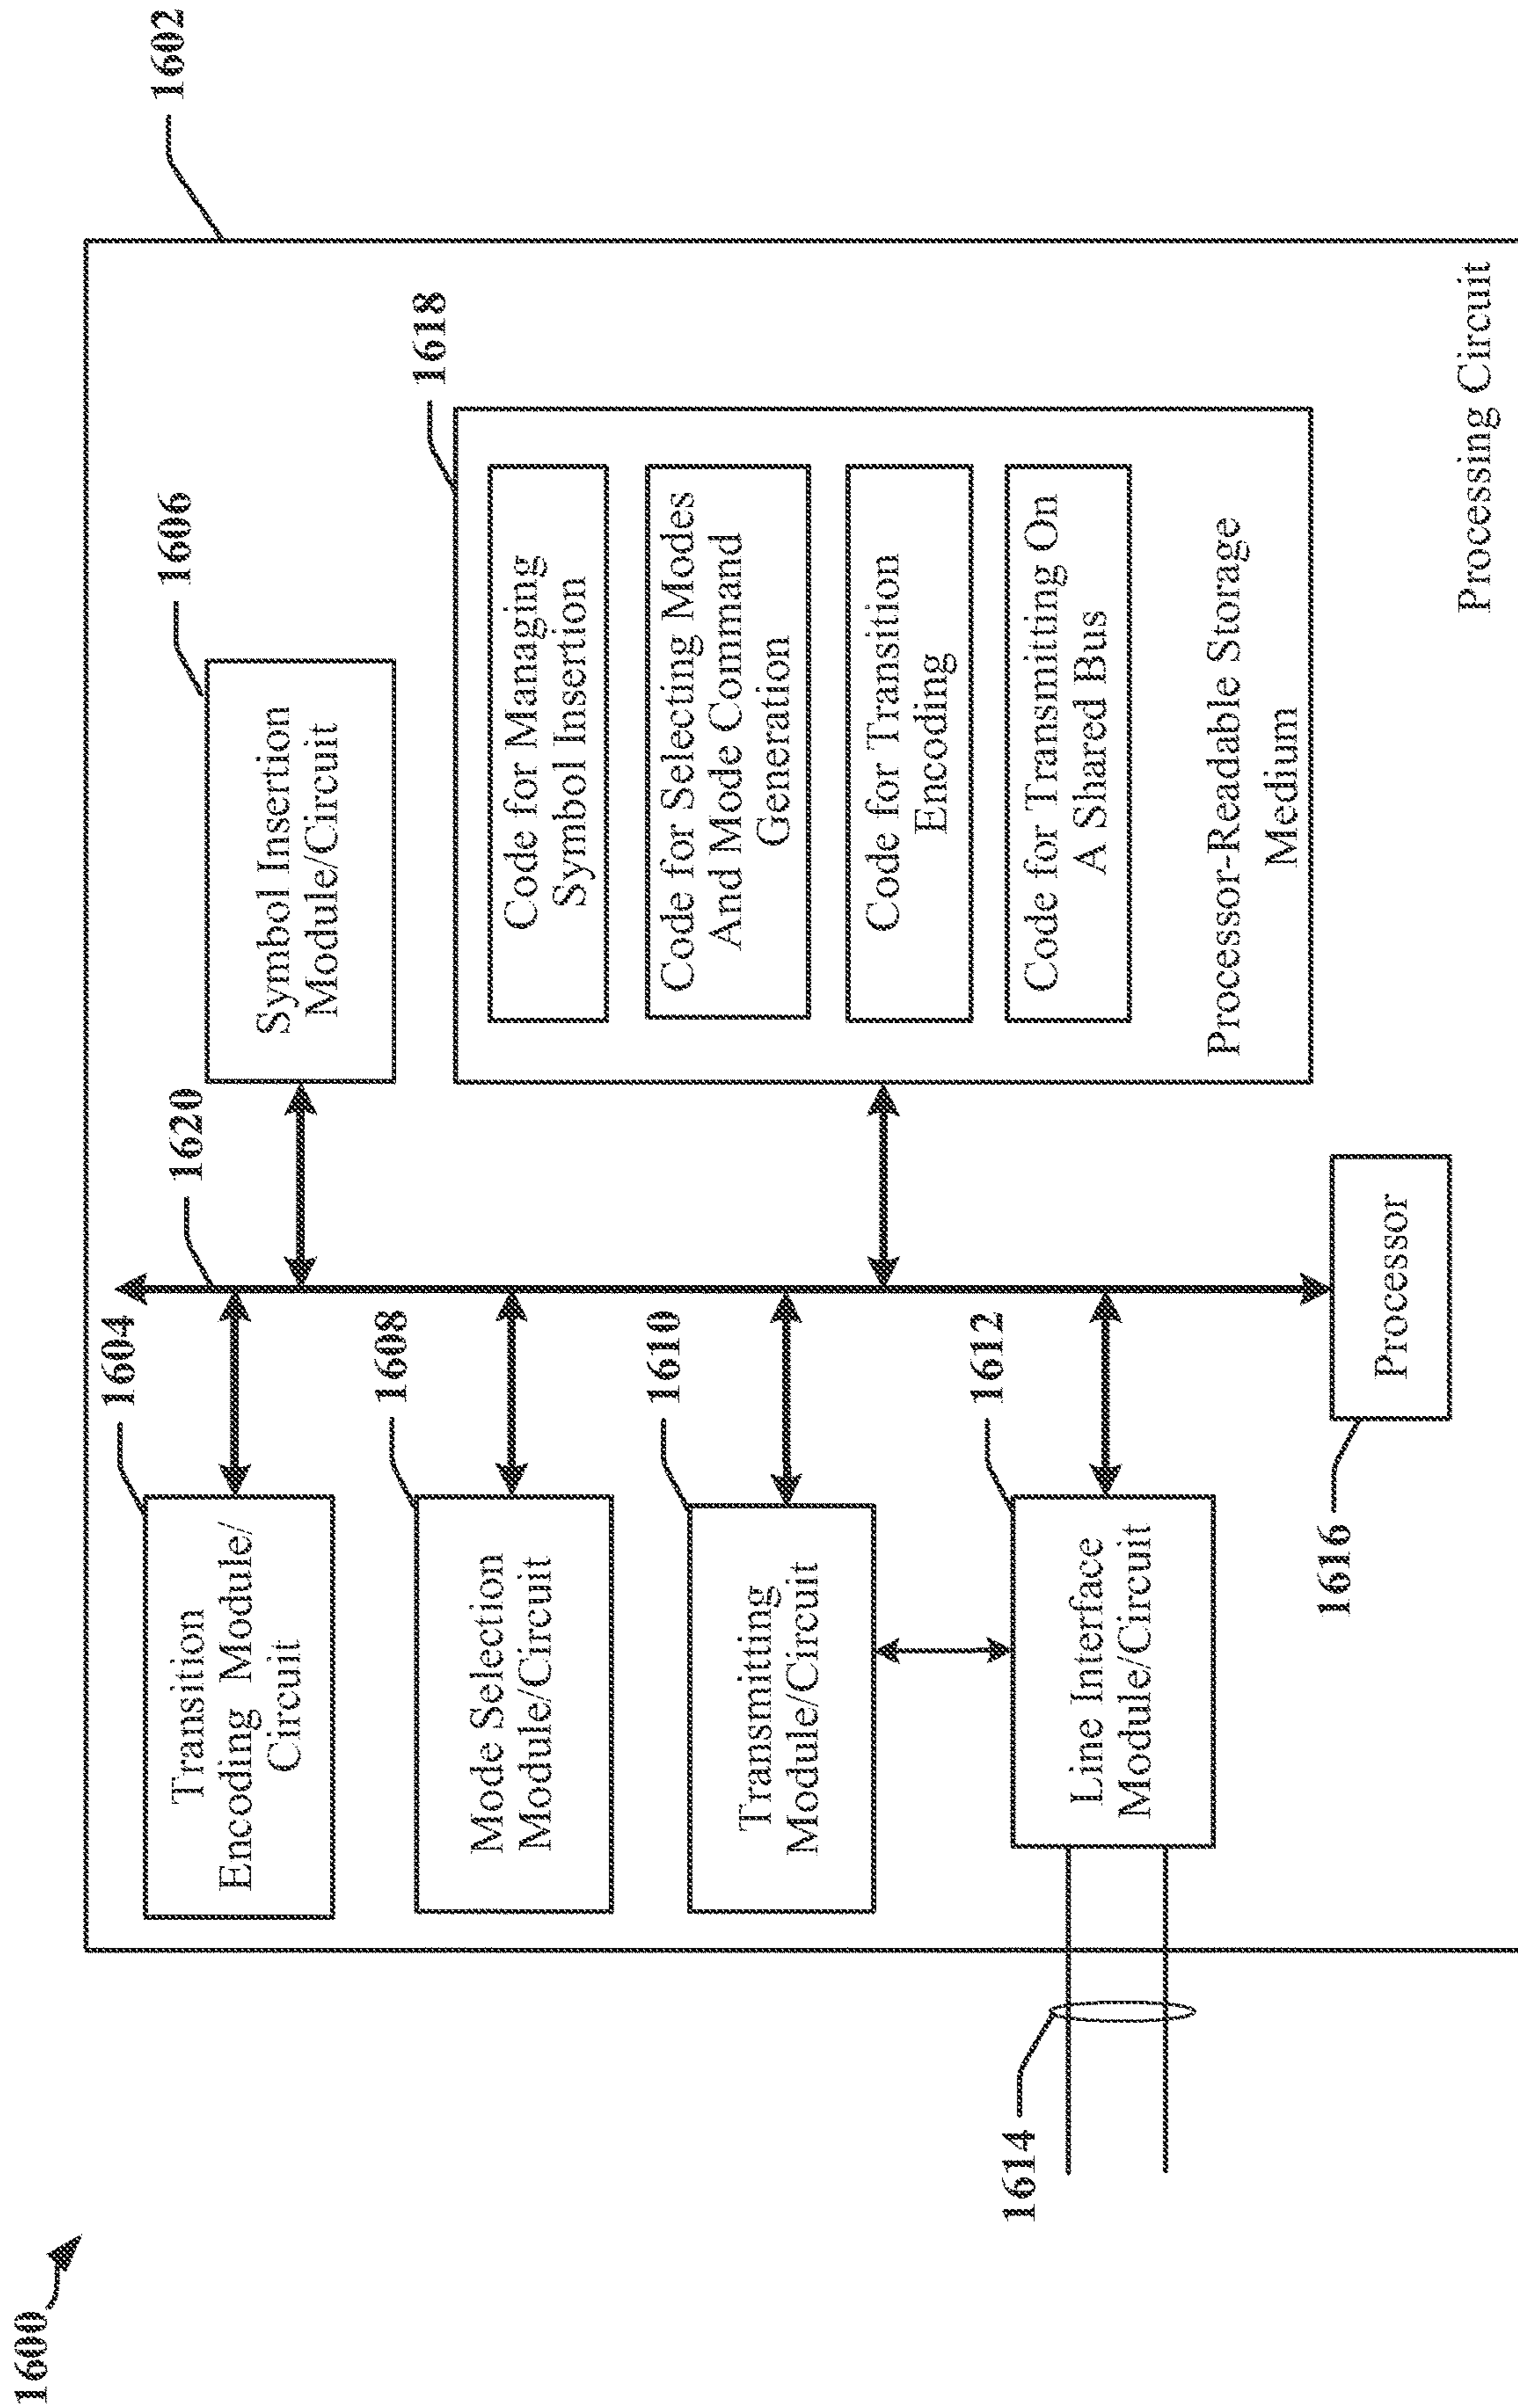 1600
1602
1604
Transition
Encoding Module/
Circuit
1620
1606
Symbol Insertion
Module/Circuit
1608
Mode Selection
Module/Circuit
1618
Code for Managing
Symbol Insertion
Code for Selecting Modes
And Mode Command
Generation
Code for Transition
Encoding
Code for Transmitting On
A Shared Bus
Processor-Readable Storage
Medium
1610
Transmitting
Module/Circuit
1612
Line Interface
Module/Circuit
1614
1616
Processor
Processing Circuit